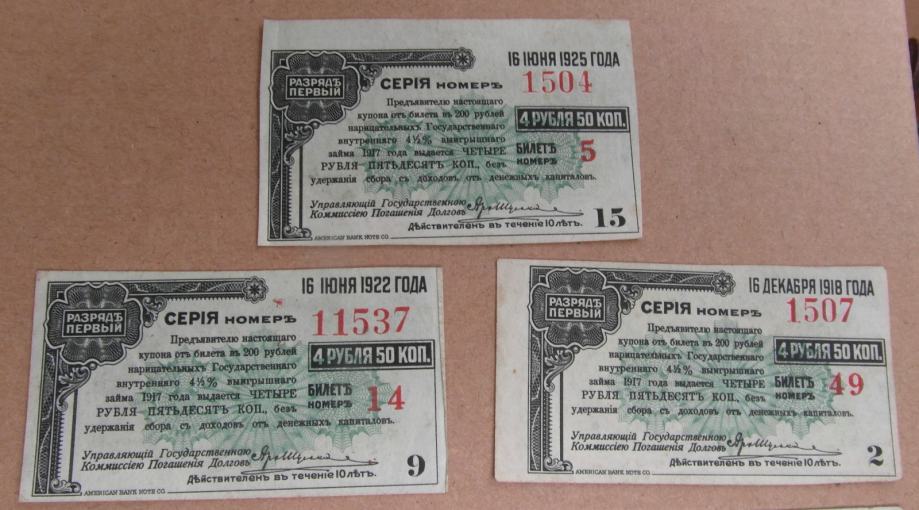 16 ІЮНЯ 1925 ГОДА
РАЗРЯДЪ
ПЕРВЫЙ
СЕРІЯ НОМЕРЪ
1504
Предъявителю настоящаго
купона отъ билета въ 200 рублей
нарицательныхъ Государственнаго
внутренняго 4½% выигрышнаго
займа 1917 года выдается ЧЕТЫРЕ
РУБЛЯ ПЯТЬДЕСЯТЪ КОП., безъ
удержанія сбора съ доходовъ отъ денежныхъ капиталовъ.
4 РУБЛЯ 50 КОП.
БИЛЕТЪ
НОМЕРЪ
5
Управляющій Государственною
Коммиссіею Погашенія Долговъ
15
Дѣйствителенъ въ теченіе 10 лѣтъ.
AMERICAN BANK NOTE CO.
16 ІЮНЯ 1922 ГОДА
РАЗРЯДЪ
ПЕРВЫЙ
СЕРІЯ НОМЕРЪ
11537
Предъявителю настоящаго
купона отъ билета въ 200 рублей
нарицательныхъ Государственнаго
внутренняго 4½% выигрышнаго
займа 1917 года выдается ЧЕТЫРЕ
РУБЛЯ ПЯТЬДЕСЯТЪ КОП., безъ
удержанія сбора съ доходовъ отъ денежныхъ капиталовъ.
4 РУБЛЯ 50 КОП.
БИЛЕТЪ
НОМЕРЪ
14
Управляющій Государственною
Коммиссіею Погашенія Долговъ
9
Дѣйствителенъ въ теченіе 10 лѣтъ.
AMERICAN BANK NOTE CO.
16 ДЕКАБРЯ 1918 ГОДА
РАЗРЯДЪ
ПЕРВЫЙ
СЕРІЯ НОМЕРЪ
1507
Предъявителю настоящаго
купона отъ билета въ 200 рублей
нарицательныхъ Государственнаго
внутренняго 4½% выигрышнаго
займа 1917 года выдается ЧЕТЫРЕ
РУБЛЯ ПЯТЬДЕСЯТЪ КОП., безъ
удержанія сбора съ доходовъ отъ денежныхъ капиталовъ.
4 РУБЛЯ 50 КОП.
БИЛЕТЪ
НОМЕРЪ
49
Управляющій Государственною
Коммиссіею Погашенія Долговъ
2
Дѣйствителенъ въ теченіе 10 лѣтъ.
AMERICAN BANK NOTE CO.